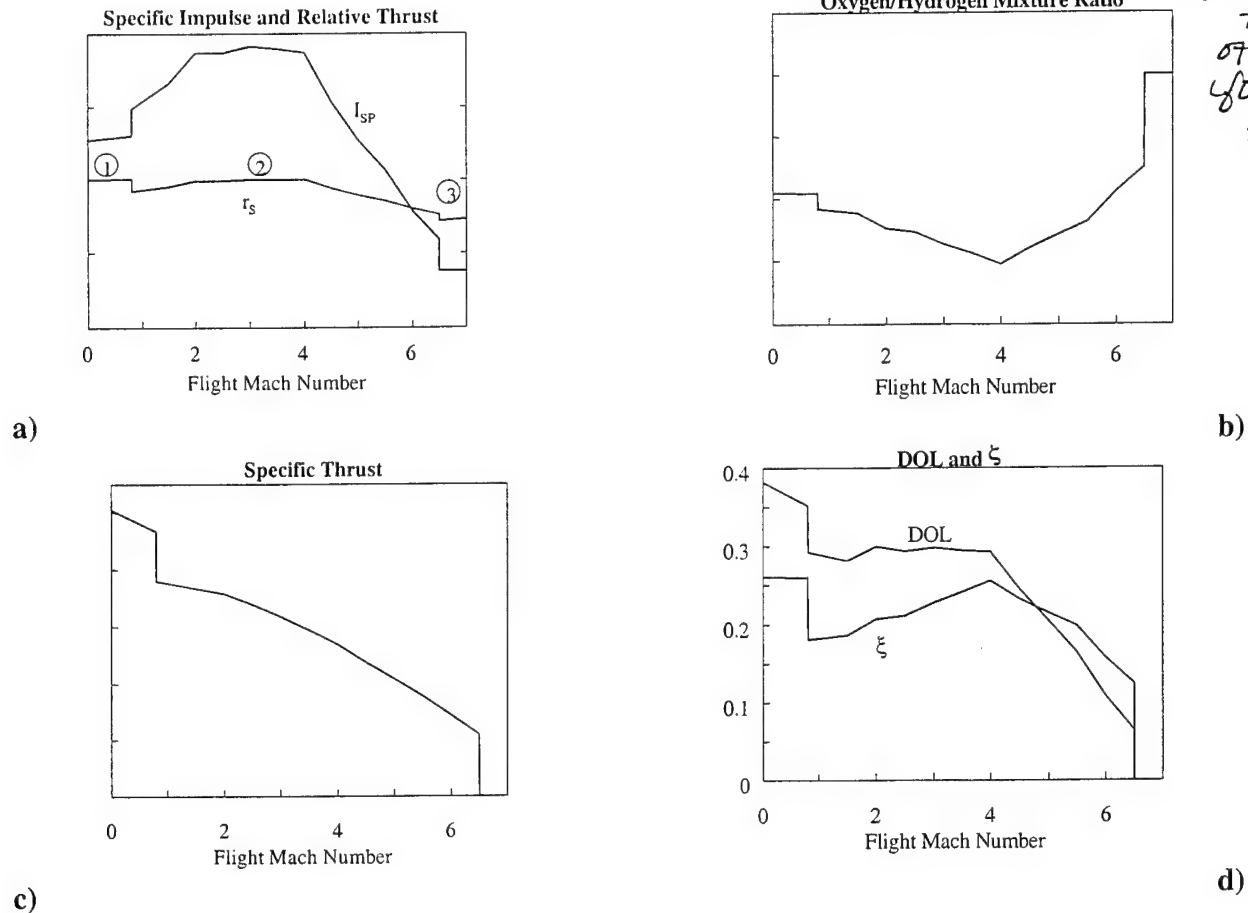 Specific Impulse and Relative Thrust
I_SP
1
2
3
r_S
0 2 4 6
Flight Mach Number
a)
Oxygen/Hydrogen Mixture Ratio
0 2 4 6
Flight Mach Number
b)
Specific Thrust
0 2 4 6
Flight Mach Number
c)
DOL and ξ
0.4
0.3
0.2
0.1
0
DOL
ξ
0 2 4 6
Flight Mach Number
d)